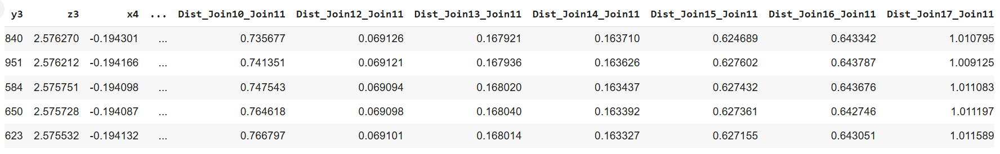 y3 z3 x4 ... Dist_Join10_Join11 Dist_Join12_Join11 Dist_Join13_Join11 Dist_Join14_Join11 Dist_Join15_Join11 Dist_Join16_Join11 Dist_Join17_Join11
840 2.576270 -0.194301 ... 0.735677 0.069126 0.167921 0.163710 0.624689 0.643342 1.010795
951 2.576212 -0.194166 ... 0.741351 0.069121 0.167936 0.163626 0.627602 0.643787 1.009125
584 2.575751 -0.194098 ... 0.747543 0.069094 0.168020 0.163437 0.627432 0.643676 1.011083
650 2.575728 -0.194087 ... 0.764618 0.069098 0.168040 0.163392 0.627361 0.642746 1.011197
623 2.575532 -0.194132 ... 0.766797 0.069101 0.168014 0.163327 0.627155 0.643051 1.011589